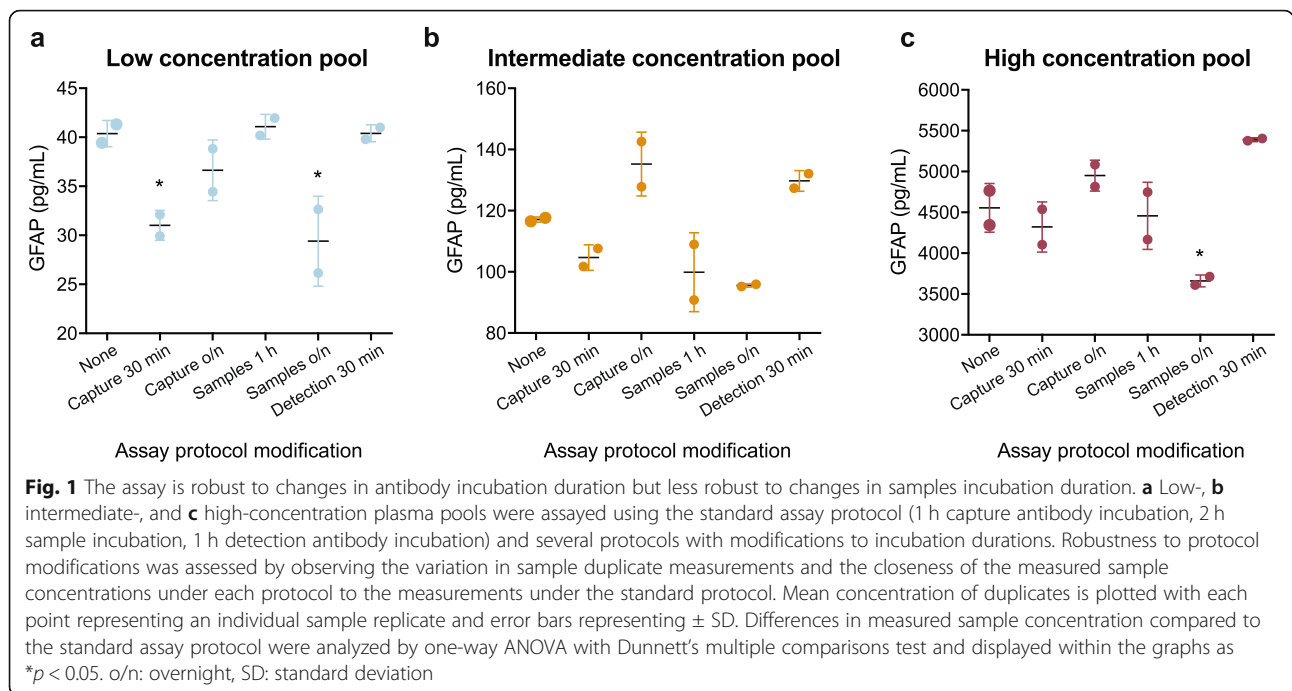 a
Low concentration pool
GFAP (pg/mL)
45
40
35
30
25
20
*
*
None
Capture 30 min
Capture o/n
Samples 1 h
Samples o/n
Detection 30 min
Assay protocol modification
b
Intermediate concentration pool
GFAP (pg/mL)
160
140
120
100
80
None
Capture 30 min
Capture o/n
Samples 1 h
Samples o/n
Detection 30 min
Assay protocol modification
c
High concentration pool
GFAP (pg/mL)
6000
5500
5000
4500
4000
3500
3000
*
None
Capture 30 min
Capture o/n
Samples 1 h
Samples o/n
Detection 30 min
Assay protocol modification
Fig. 1 The assay is robust to changes in antibody incubation duration but less robust to changes in samples incubation duration. a Low-, b
intermediate-, and c high-concentration plasma pools were assayed using the standard assay protocol (1 h capture antibody incubation, 2 h
sample incubation, 1 h detection antibody incubation) and several protocols with modifications to incubation durations. Robustness to protocol
modifications was assessed by observing the variation in sample duplicate measurements and the closeness of the measured sample
concentrations under each protocol to the measurements under the standard protocol. Mean concentration of duplicates is plotted with each
point representing an individual sample replicate and error bars representing ± SD. Differences in measured sample concentration compared to
the standard assay protocol were analyzed by one-way ANOVA with Dunnett's multiple comparisons test and displayed within the graphs as
*p < 0.05. o/n: overnight, SD: standard deviation